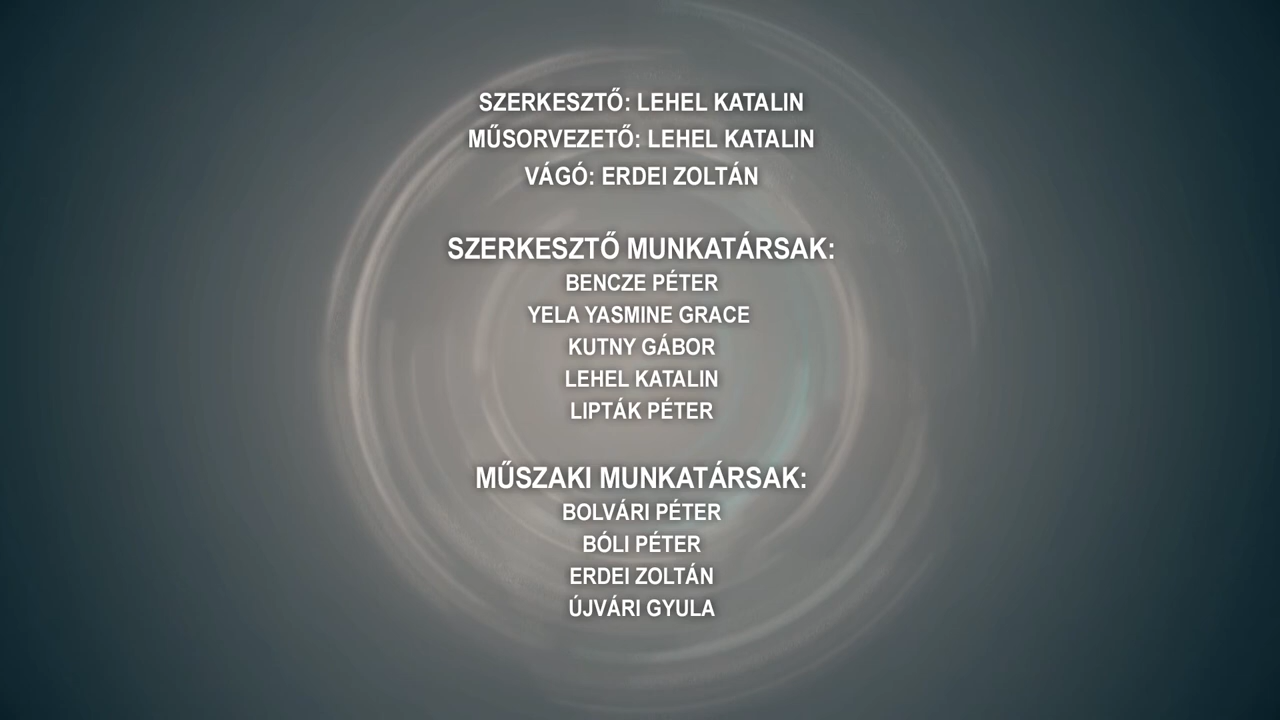 SZERKESZTŐ: LEHEL KATALIN
MŰSORVEZETŐ: LEHEL KATALIN
VÁGÓ: ERDEI ZOLTÁN
SZERKESZTŐ MUNKATÁRSAK:
BENCZE PÉTER
YELA YASMINE GRACE
KUTNY GÁBOR
LEHEL KATALIN
LIPTÁK PÉTER
MŰSZAKI MUNKATÁRSAK:
BOLVÁRI PÉTER
BÓLI PÉTER
ERDEI ZOLTÁN
ÚJVÁRI GYULA